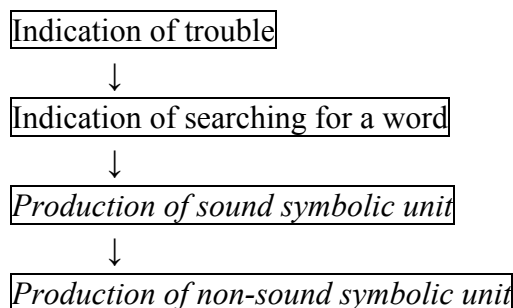 Indication of trouble
↓
Indication of searching for a word
↓
Production of sound symbolic unit
↓
Production of non-sound symbolic unit